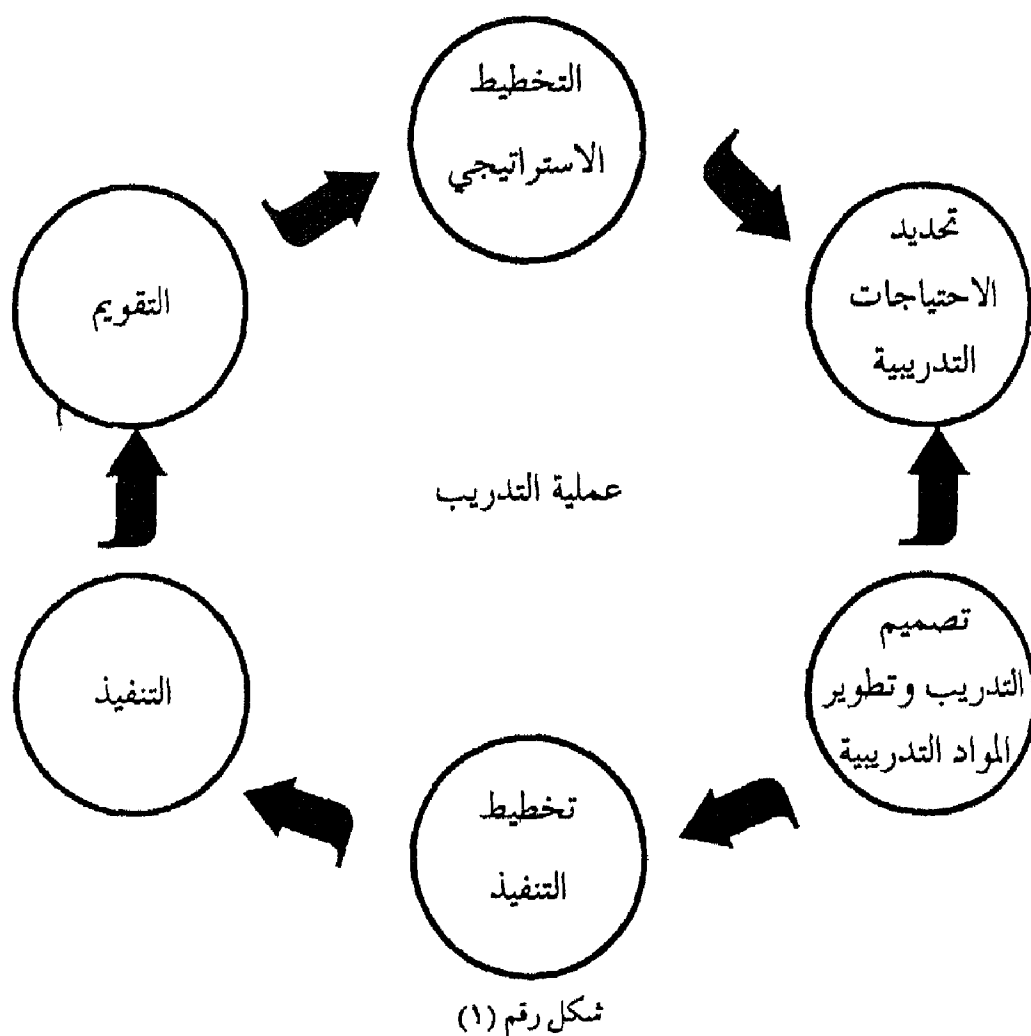 التخطيط
الاستراتيجي
تحديد
الاحتياجات
التدريبية
التقويم
عملية التدريب
تصميم
التدريب وتطوير
المواد التدريبية
التنفيذ
تخطيط
التنفيذ
شكل رقم (١)